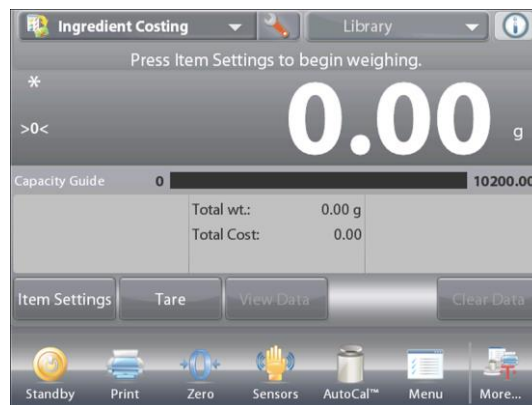 Ingredient Costing Library
Press Item Settings to begin weighing.
*
>0< 0.00 g
Capacity Guide 0 10200.00
Total wt.: 0.00 g
Total Cost: 0.00
Item Settings Tare View Data Clear Data
Standby Print Zero Sensors AutoCal™ Menu More...